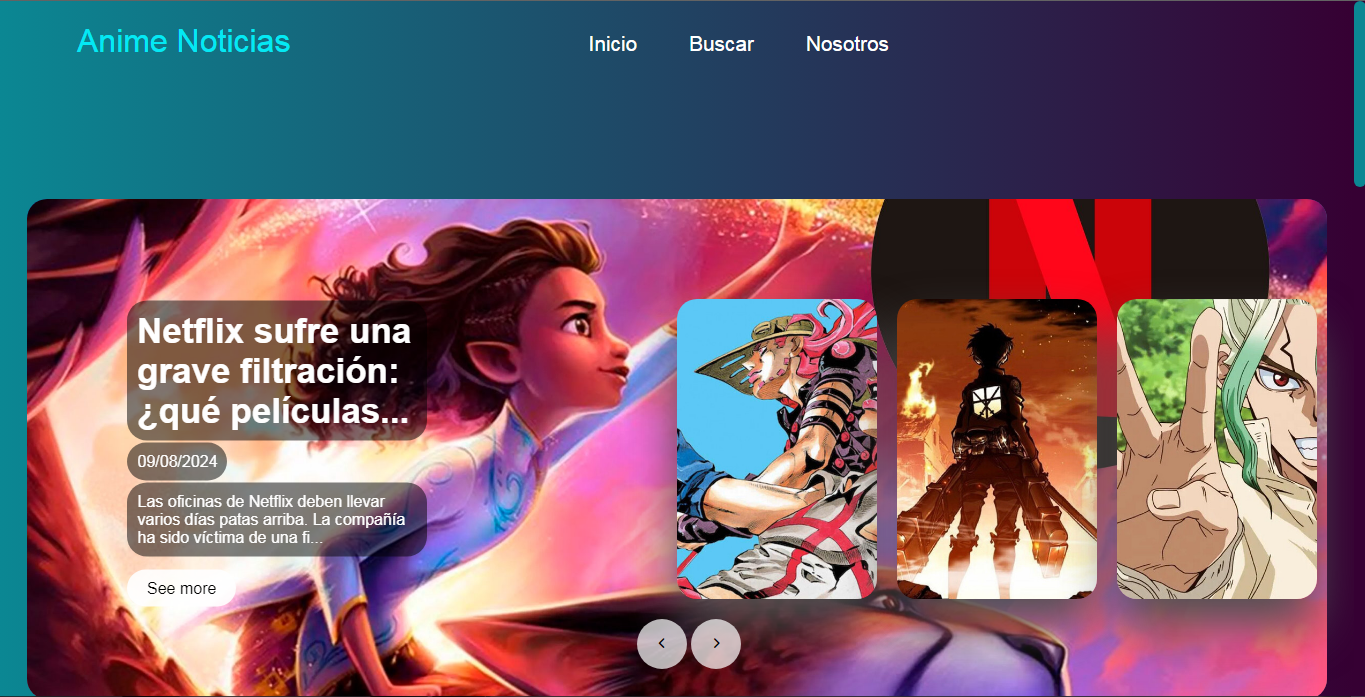 Anime Noticias
Inicio
Buscar
Nosotros
Netflix sufre una
grave filtración:
¿qué películas...
09/08/2024
Las oficinas de Netflix deben llevar
varios días patas arriba. La compañía
ha sido víctima de una fi...
See more
N